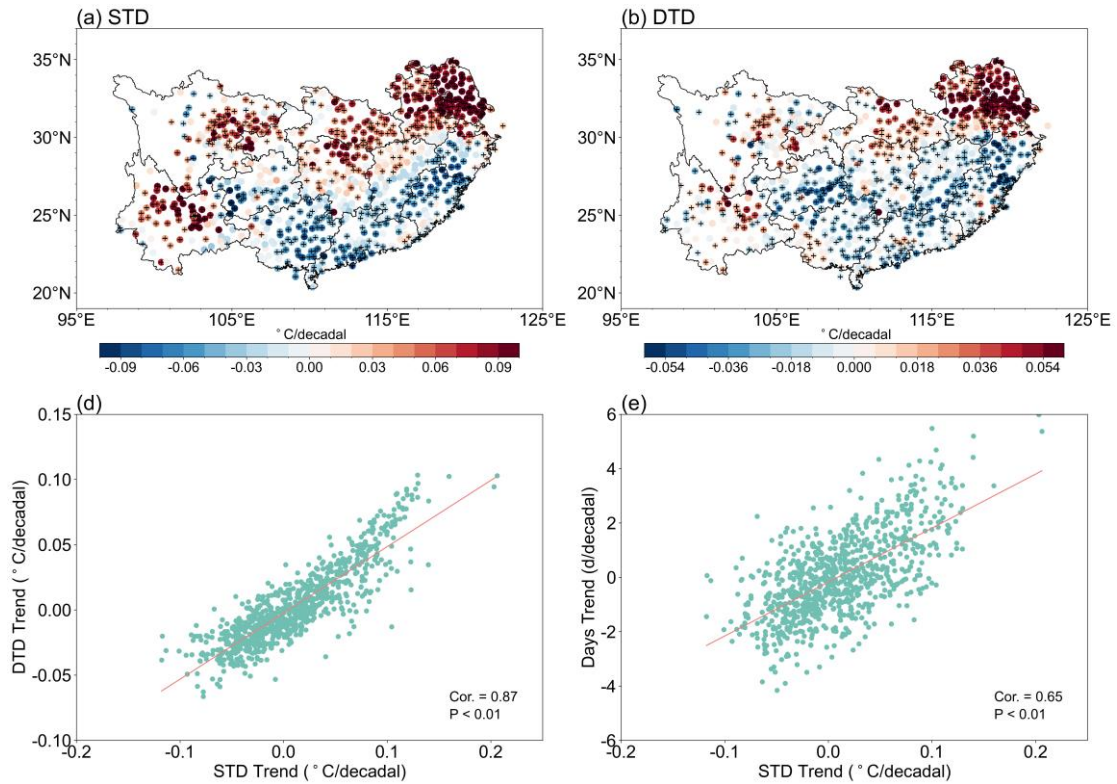 (a) STD
35°N
30°N
25°N
20°N
95°E 105°E 115°E 125°E
°C/decadal
-0.09 -0.06 -0.03 0.00 0.03 0.06 0.09
(b) DTD
35°N
30°N
25°N
20°N
95°E 105°E 115°E 125°E
°C/decadal
-0.054 -0.036 -0.018 0.000 0.018 0.036 0.054
(d)
DTD Trend ( °C/decadal)
0.15
0.10
0.05
0.00
-0.05
-0.10
Cor. = 0.87
P < 0.01
-0.2 -0.1 0.0 0.1 0.2
STD Trend ( °C/decadal)
(e)
Days Trend (d/decadal)
6
4
2
0
-2
-4
-6
Cor. = 0.65
P < 0.01
-0.2 -0.1 0.0 0.1 0.2
STD Trend ( °C/decadal)